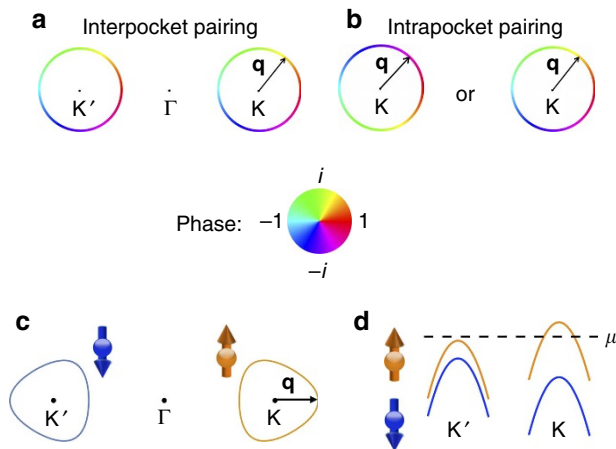 a Interpocket pairing
b Intrapocket pairing
q
K′ Γ K
q
K or
q
K
i
Phase: −1 1
−i
c
q
K′ Γ K
d
μ
K′ K